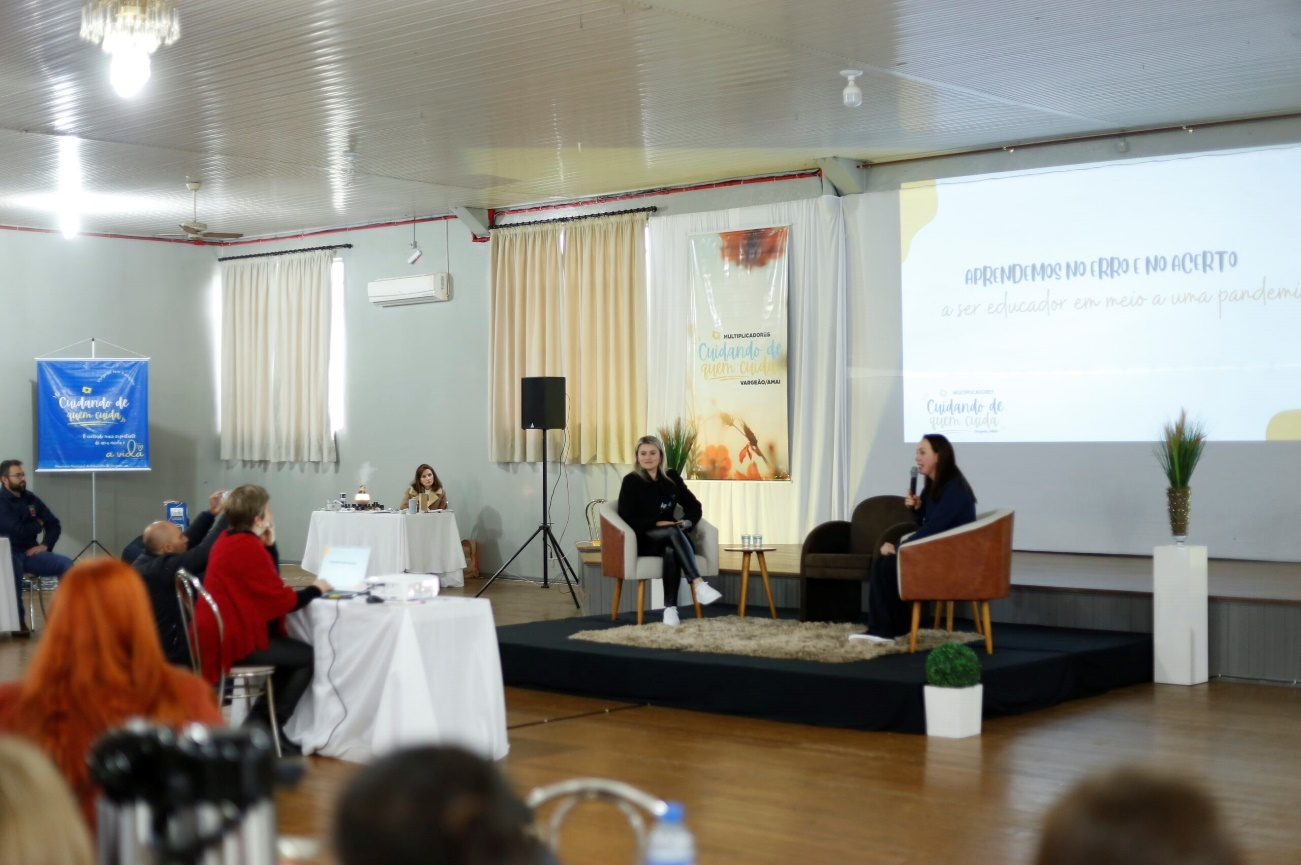 APRENDEMOS NO ERRO E NO ACERTO
a ser educador em meio a uma pandemi
MULTIPLICADORES
Cuidando de
quem cuida
MULTIPLICADORES
Cuidando de
quem cuida
VARGEÃO/AMAI
Cuidando de
quem cuida
a vida